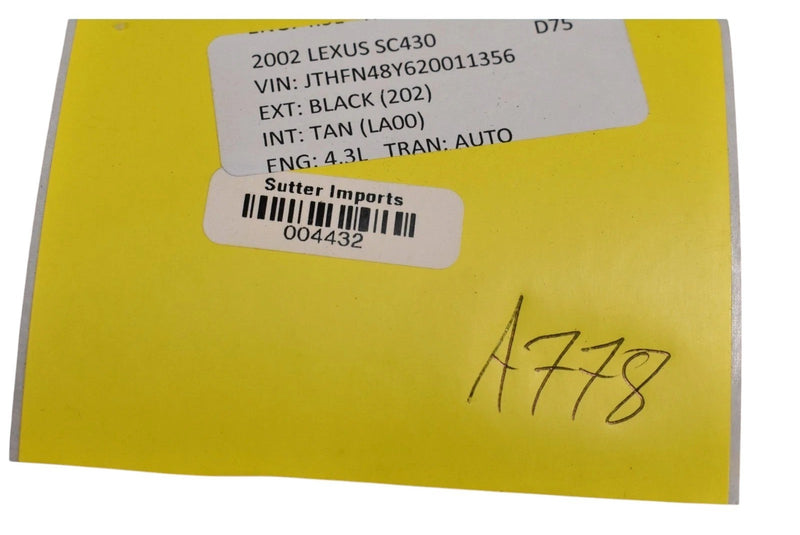 2002 LEXUS SC430 D75
VIN: JTHFN48Y620011356
EXT: BLACK (202)
INT: TAN (LA00)
ENG: 4.3L TRAN: AUTO
Sutter Imports
004432
A778